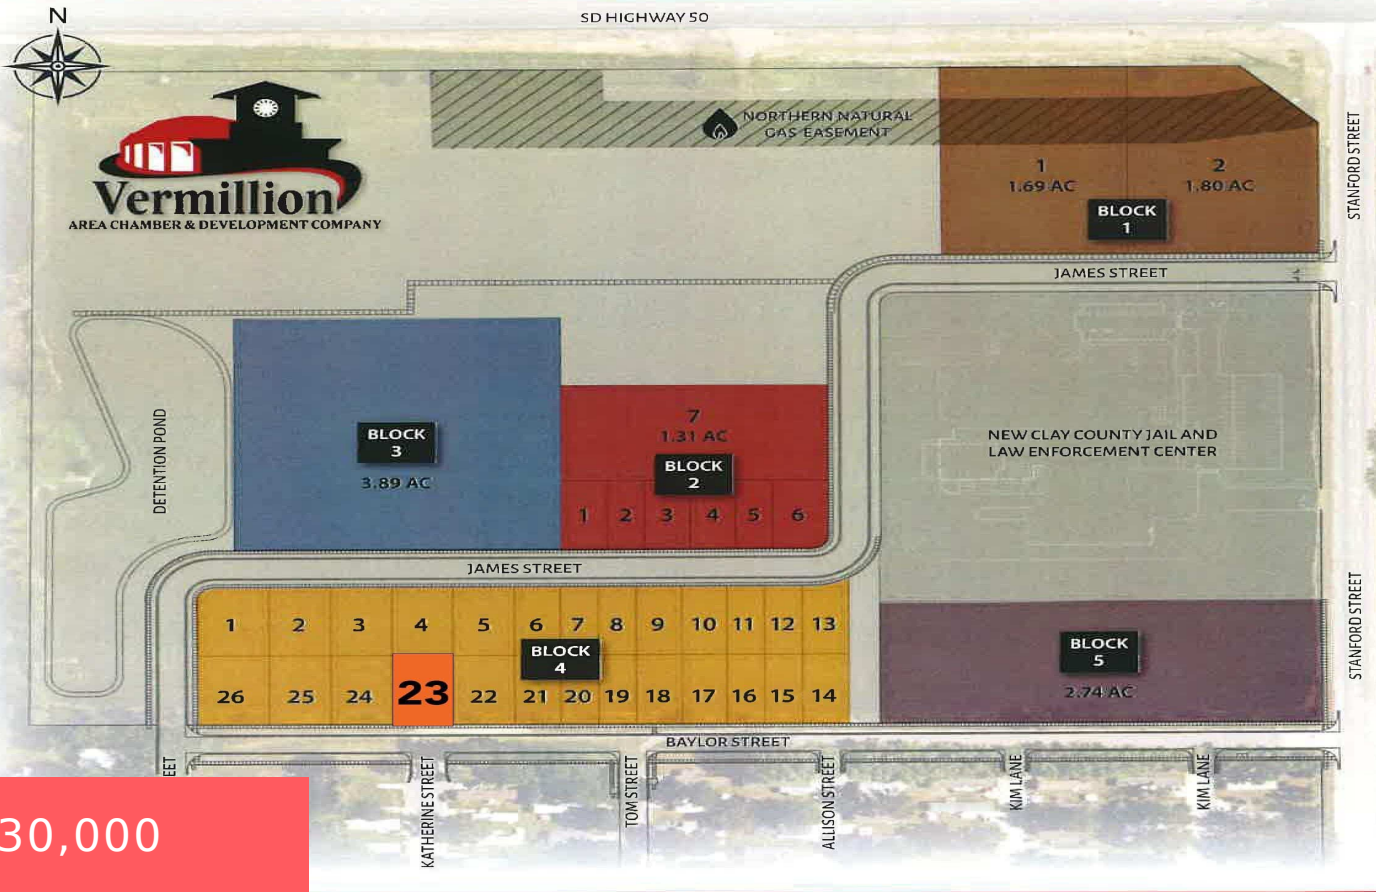 N
SD HIGHWAY 50
NORTHERN NATURAL
GAS EASEMENT
Vermillion
AREA CHAMBER & DEVELOPMENT COMPANY
1
1.69 AC
2
1.80 AC
BLOCK
1
STANFORD STREET
JAMES STREET
DETENTION POND
BLOCK
3
3.89 AC
7
1.31 AC
BLOCK
2
1 2 3 4 5 6
NEW CLAY COUNTY JAIL AND
LAW ENFORCEMENT CENTER
JAMES STREET
1 2 3 4 5 6 7 8 9 10 11 12 13
BLOCK
4
26 25 24 23 22 21 20 19 18 17 16 15 14
BLOCK
5
2.74 AC
STANFORD STREET
BAYLOR STREET
EET
KATHERINE STREET
TOM STREET
ALLISON STREET
KIM LANE
KIM LANE
30,000